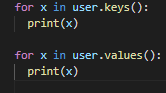 for x in user.keys():
    print(x)
for x in user.values():
    print(x)